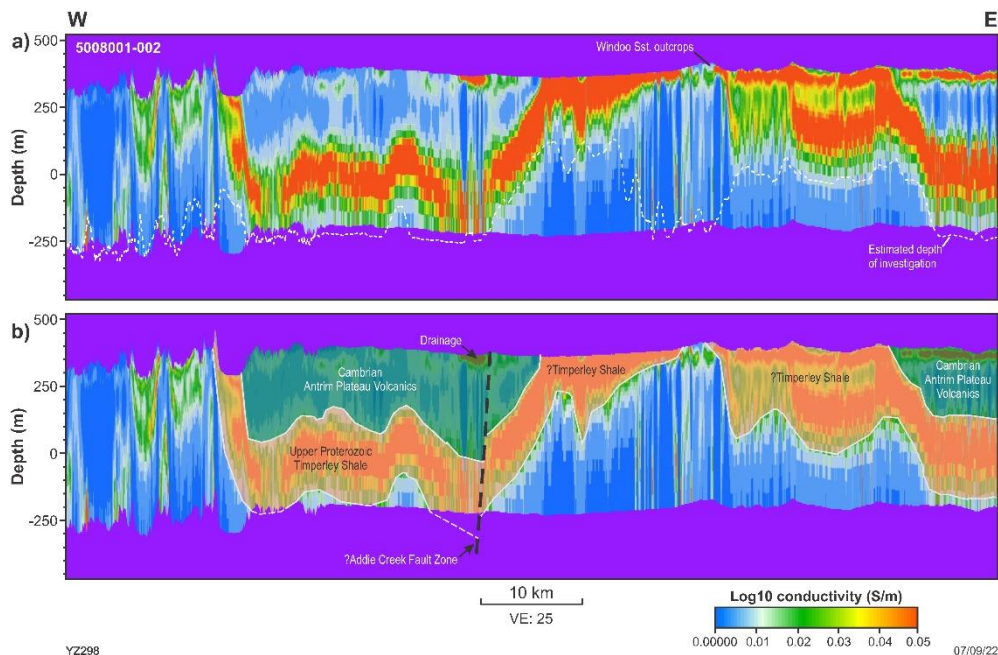 W
E
a)
500
250
0
-250
Depth (m)
5008001-002
Windoo Sst. outcrops
Estimated depth
of investigation
b)
500
250
0
-250
Depth (m)
Drainage
Cambrian
Antrim Plateau
Volcanics
Upper Proterozoic
Timperley Shale
?Timperley Shale
?Timperley Shale
Cambrian
Antrim Plateau
Volcanics
?Addie Creek Fault Zone
10 km
VE: 25
Log10 conductivity (S/m)
0.00000 0.01 0.02 0.03 0.04 0.05
YZ298
07/09/22